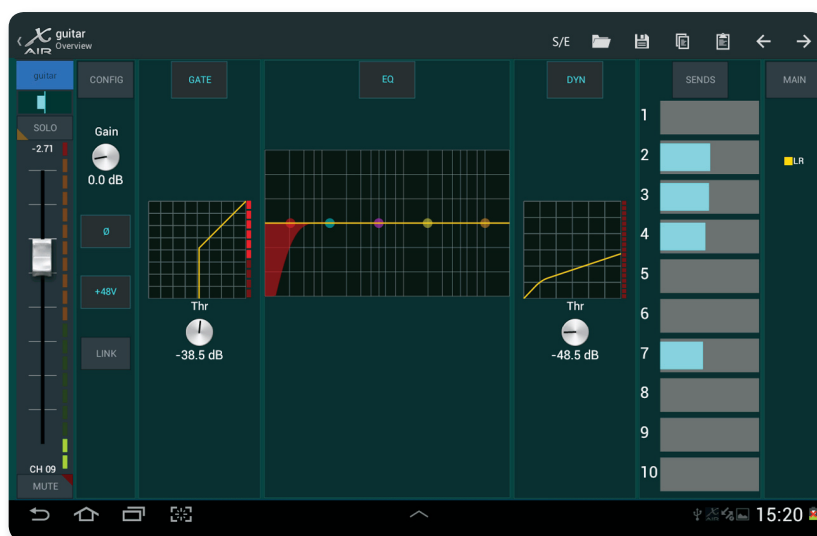 X AIR
guitar
Overview
S/E
guitar
CONFIG
GATE
EQ
DYN
SENDS
MAIN
SOLO
-2.71
Gain
0.0 dB
Ø
+48V
LINK
Thr
-38.5 dB
Thr
-48.5 dB
1
2
3
4
5
6
7
8
9
10
LR
CH 09
MUTE
X AIR
15:20